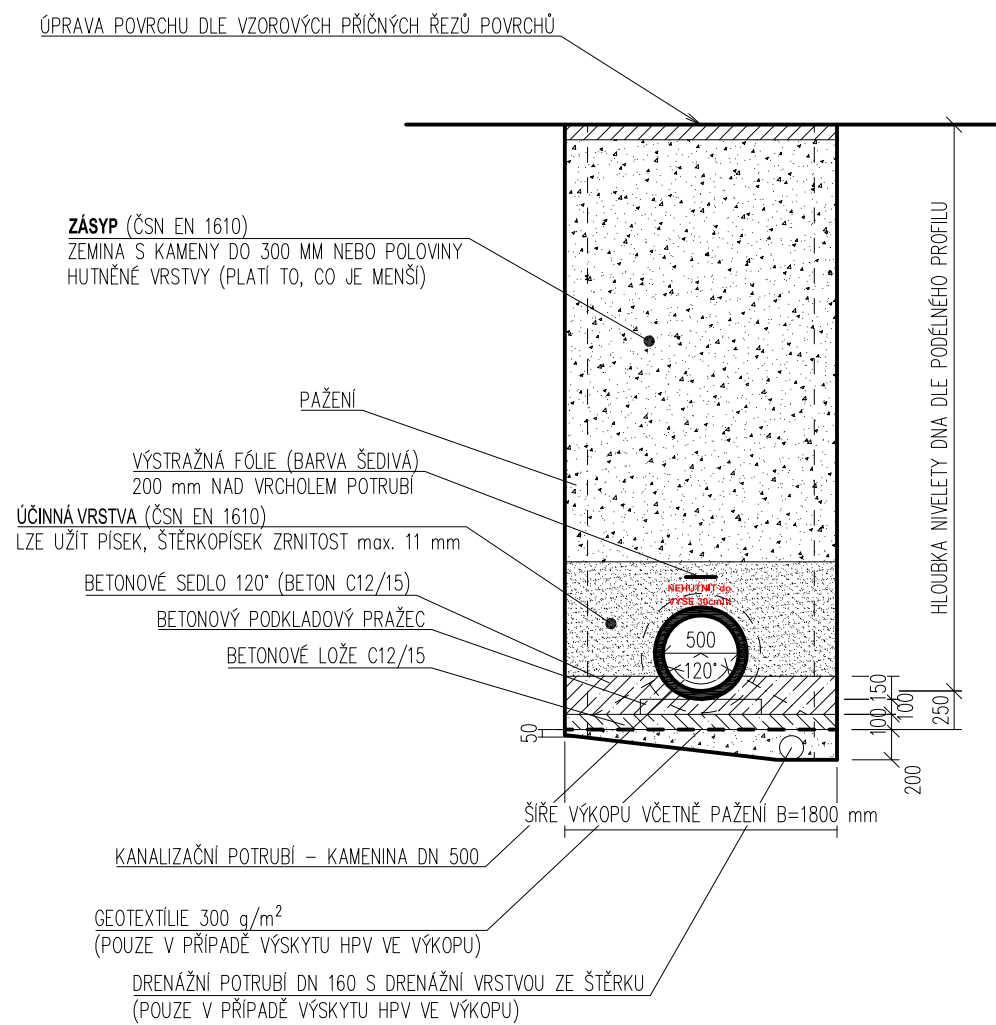 ÚPRAVA POVRCHU DLE VZOROVÝCH PŘÍČNÝCH ŘEZŮ POVRCHŮ
ZÁSYP (ČSN EN 1610)
ZEMINA S KAMENY DO 300 MM NEBO POLOVINY
HUTNĚNÉ VRSTVY (PLATÍ TO, CO JE MENŠÍ)
PAŽENÍ
VÝSTRAŽNÁ FÓLIE (BARVA ŠEDIVÁ)
200 mm NAD VRCHOLEM POTRUBÍ
ÚČINNÁ VRSTVA (ČSN EN 1610)
LZE UŽÍT PÍSEK, ŠTĚRKOPÍSEK ZRNITOST max. 11 mm
BETONOVÉ SEDLO 120° (BETON C12/15)
BETONOVÝ PODKLADOVÝ PRAŽEC
BETONOVÉ LOŽE C12/15
NEHUTNIT do
VÝŠE 30cm
500
120°
HLOUBKA NIVELETY DNA DLE PODÉLNÉHO PROFILU
150
100
100
250
200
50
ŠÍŘE VÝKOPU VČETNĚ PAŽENÍ B=1800 mm
KANALIZAČNÍ POTRUBÍ – KAMENINA DN 500
GEOTEXTÍLIE 300 g/m²
(POUZE V PŘÍPADĚ VÝSKYTU HPV VE VÝKOPU)
DRENÁŽNÍ POTRUBÍ DN 160 S DRENÁŽNÍ VRSTVOU ZE ŠTĚRKU
(POUZE V PŘÍPADĚ VÝSKYTU HPV VE VÝKOPU)